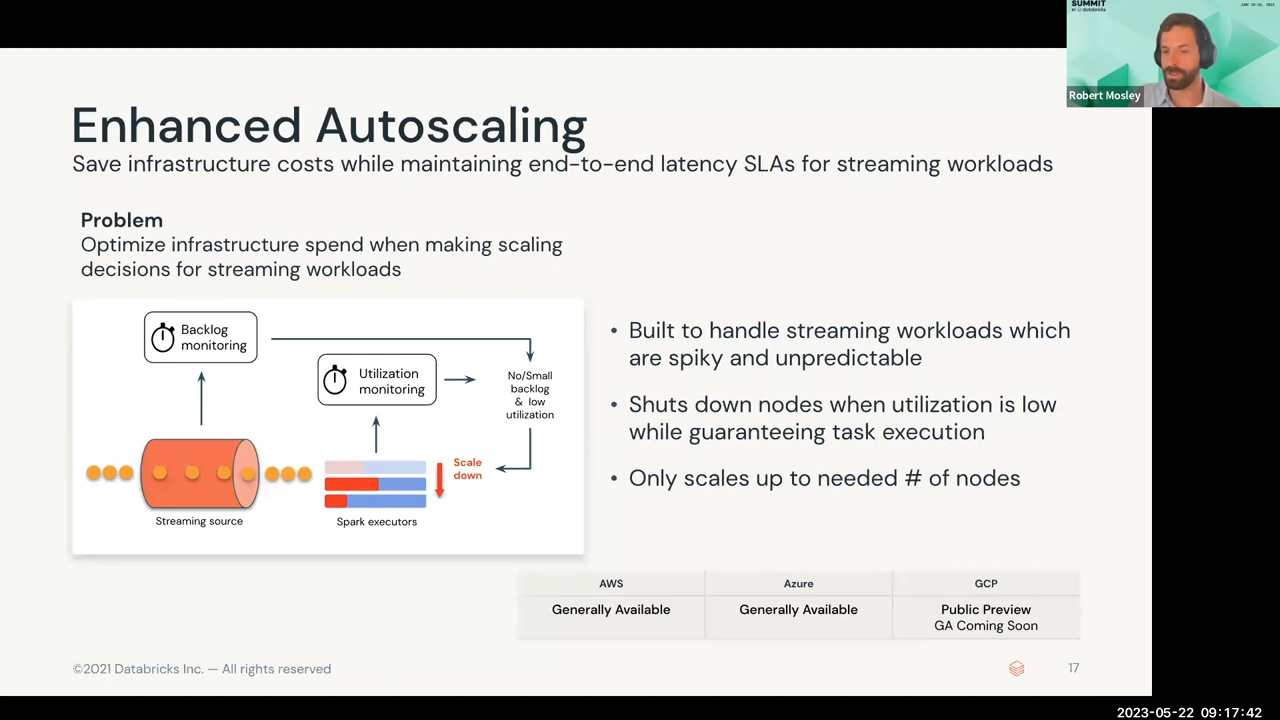 SUMMIT
BY databricks
Robert Mosley
Enhanced Autoscaling
Save infrastructure costs while maintaining end-to-end latency SLAs for streaming workloads
Problem
Optimize infrastructure spend when making scaling
decisions for streaming workloads
Backlog
monitoring
Utilization
monitoring
No/Small
backlog
& low
utilization
Scale
down
Streaming source
Spark executors
• Built to handle streaming workloads which
are spiky and unpredictable
• Shuts down nodes when utilization is low
while guaranteeing task execution
• Only scales up to needed # of nodes
AWS
Azure
GCP
Generally Available
Generally Available
Public Preview
GA Coming Soon
©2021 Databricks Inc. — All rights reserved
17
2023-05-22 09:17:42